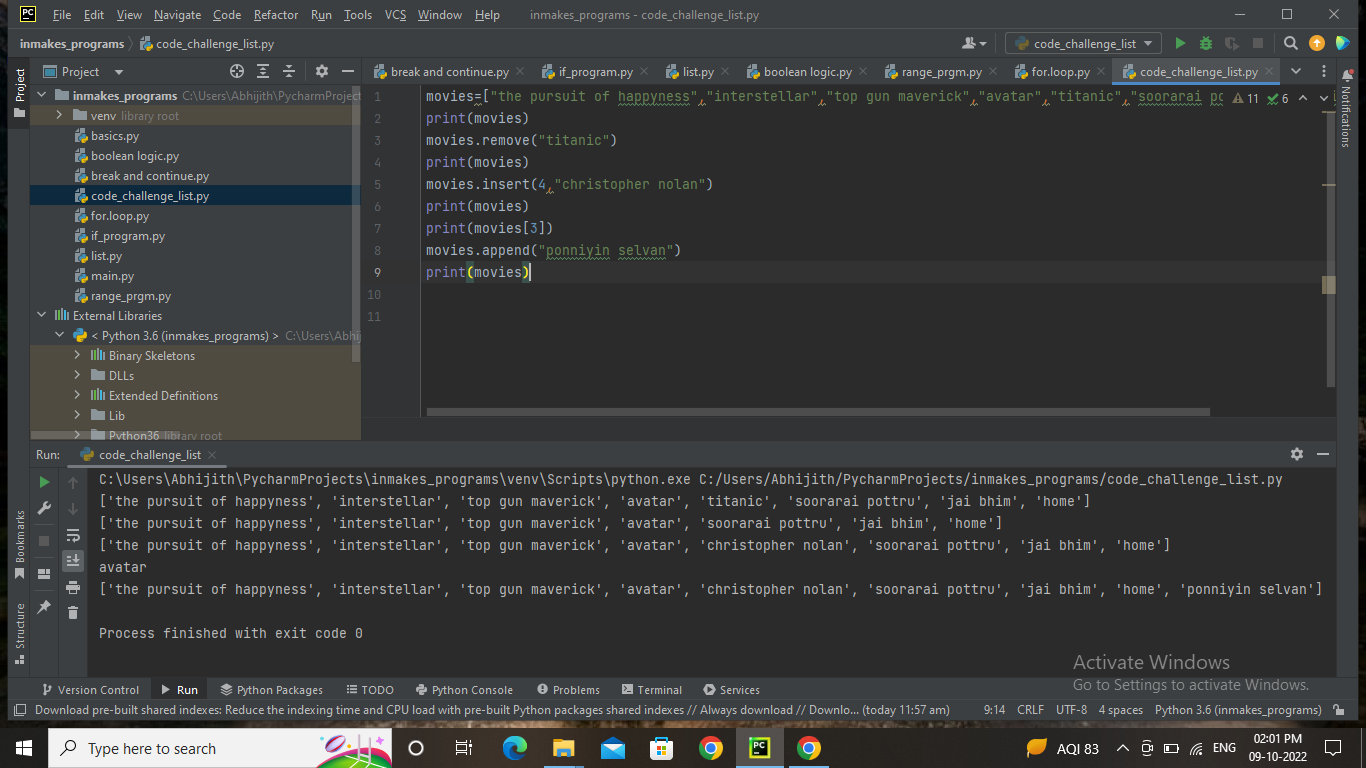 PC File Edit View Navigate Code Refactor Run Tools VCS Window Help inmakes_programs - code_challenge_list.py
inmakes_programs code_challenge_list.py code_challenge_list
Project Project break and continue.py if_program.py list.py boolean logic.py range_prgm.py for.loop.py code_challenge_list.py
Notifications
inmakes_programs C:\Users\Abhijith\PycharmProject
venv library root
basics.py
boolean logic.py
break and continue.py
code_challenge_list.py
for.loop.py
if_program.py
list.py
main.py
range_prgm.py
External Libraries
< Python 3.6 (inmakes_programs) > C:\Users\Abhij
Binary Skeletons
DLLs
Extended Definitions
Lib
Python36 library root
1 movies=["the pursuit of happyness","interstellar","top gun maverick","avatar","titanic","soorarai po 11 6
2 print(movies)
3 movies.remove("titanic")
4 print(movies)
5 movies.insert(4,"christopher nolan")
6 print(movies)
7 print(movies[3])
8 movies.append("ponniyin selvan")
9 print(movies)
10
11
Run: code_challenge_list
C:\Users\Abhijith\PycharmProjects\inmakes_programs\venv\Scripts\python.exe C:/Users/Abhijith/PycharmProjects/inmakes_programs/code_challenge_list.py
['the pursuit of happyness', 'interstellar', 'top gun maverick', 'avatar', 'titanic', 'soorarai pottru', 'jai bhim', 'home']
['the pursuit of happyness', 'interstellar', 'top gun maverick', 'avatar', 'soorarai pottru', 'jai bhim', 'home']
['the pursuit of happyness', 'interstellar', 'top gun maverick', 'avatar', 'christopher nolan', 'soorarai pottru', 'jai bhim', 'home']
avatar
['the pursuit of happyness', 'interstellar', 'top gun maverick', 'avatar', 'christopher nolan', 'soorarai pottru', 'jai bhim', 'home', 'ponniyin selvan']
Process finished with exit code 0
Bookmarks
Structure
Activate Windows
Go to Settings to activate Windows.
Version Control Run Python Packages TODO Python Console Problems Terminal Services
Download pre-built shared indexes: Reduce the indexing time and CPU load with pre-built Python packages shared indexes // Always download // Downlo... (today 11:57 am) 9:14 CRLF UTF-8 4 spaces Python 3.6 (inmakes_programs)
Type here to search PC AQI 83 ENG 02:01 PM
09-10-2022